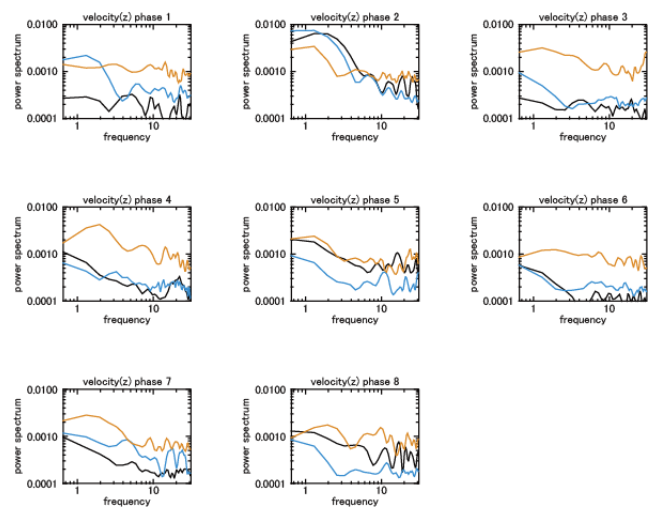 velocity(z) phase 1 velocity(z) phase 2 velocity(z) phase 3
0.0100 0.0100 0.0100
power spectrum power spectrum power spectrum
0.0010 0.0010 0.0010
0.0001 0.0001 0.0001
1 10 1 10 1 10
frequency frequency frequency
velocity(z) phase 4 velocity(z) phase 5 velocity(z) phase 6
0.0100 0.0100 0.0100
power spectrum power spectrum power spectrum
0.0010 0.0010 0.0010
0.0001 0.0001 0.0001
1 10 1 10 1 10
frequency frequency frequency
velocity(z) phase 7 velocity(z) phase 8
0.0100 0.0100
power spectrum power spectrum
0.0010 0.0010
0.0001 0.0001
1 10 1 10
frequency frequency